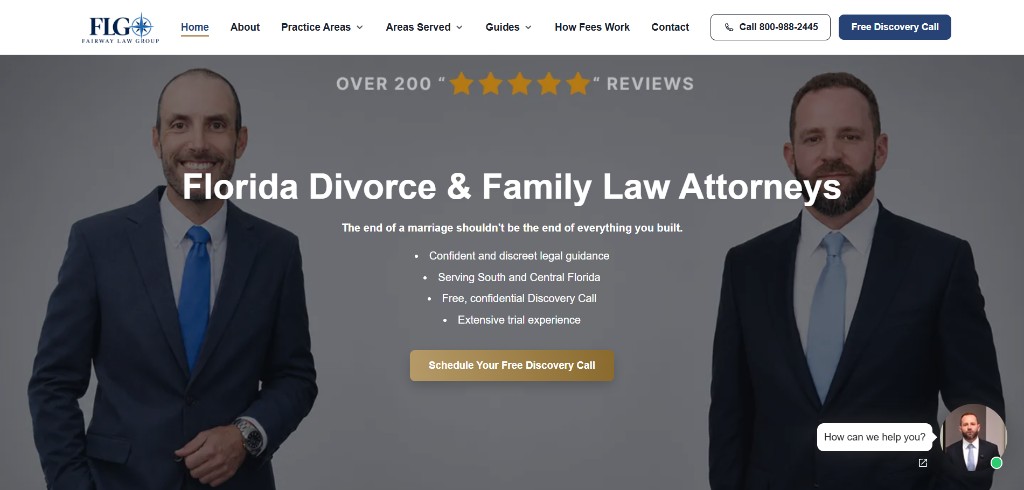 FLG
FAIRWAY LAW GROUP
Home
About
Practice Areas
Areas Served
Guides
How Fees Work
Contact
Call 800-988-2445
Free Discovery Call
OVER 200 “ “ REVIEWS
Florida Divorce & Family Law Attorneys
The end of a marriage shouldn't be the end of everything you built.
• Confident and discreet legal guidance
• Serving South and Central Florida
• Free, confidential Discovery Call
• Extensive trial experience
Schedule Your Free Discovery Call
How can we help you?